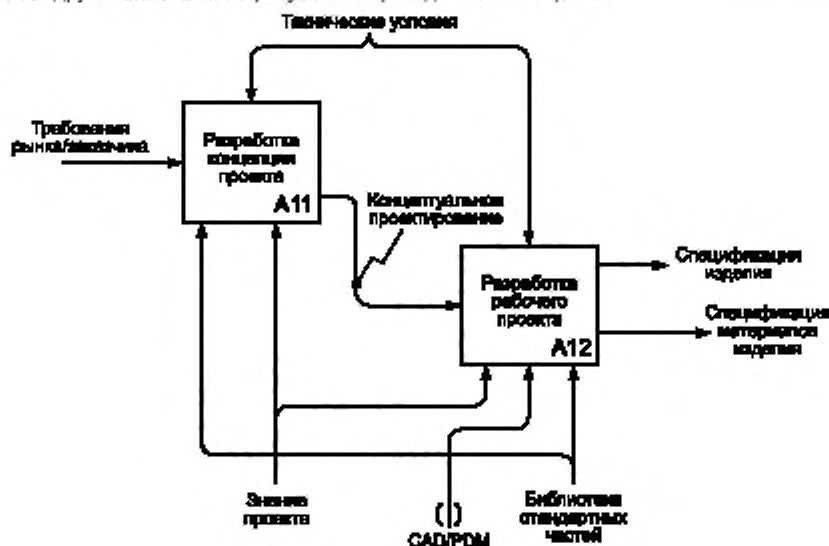 Технические условия
Требования
рынка/заказчика
Разработка
концепции
проекта
A11
Концептуальное
проектирование
Разработка
рабочего
проекта
A12
Спецификация
изделия
Спецификация
материалов
изделия
Знание
проекта
( )
CAD/PDM
Библиотека
стандартных
частей